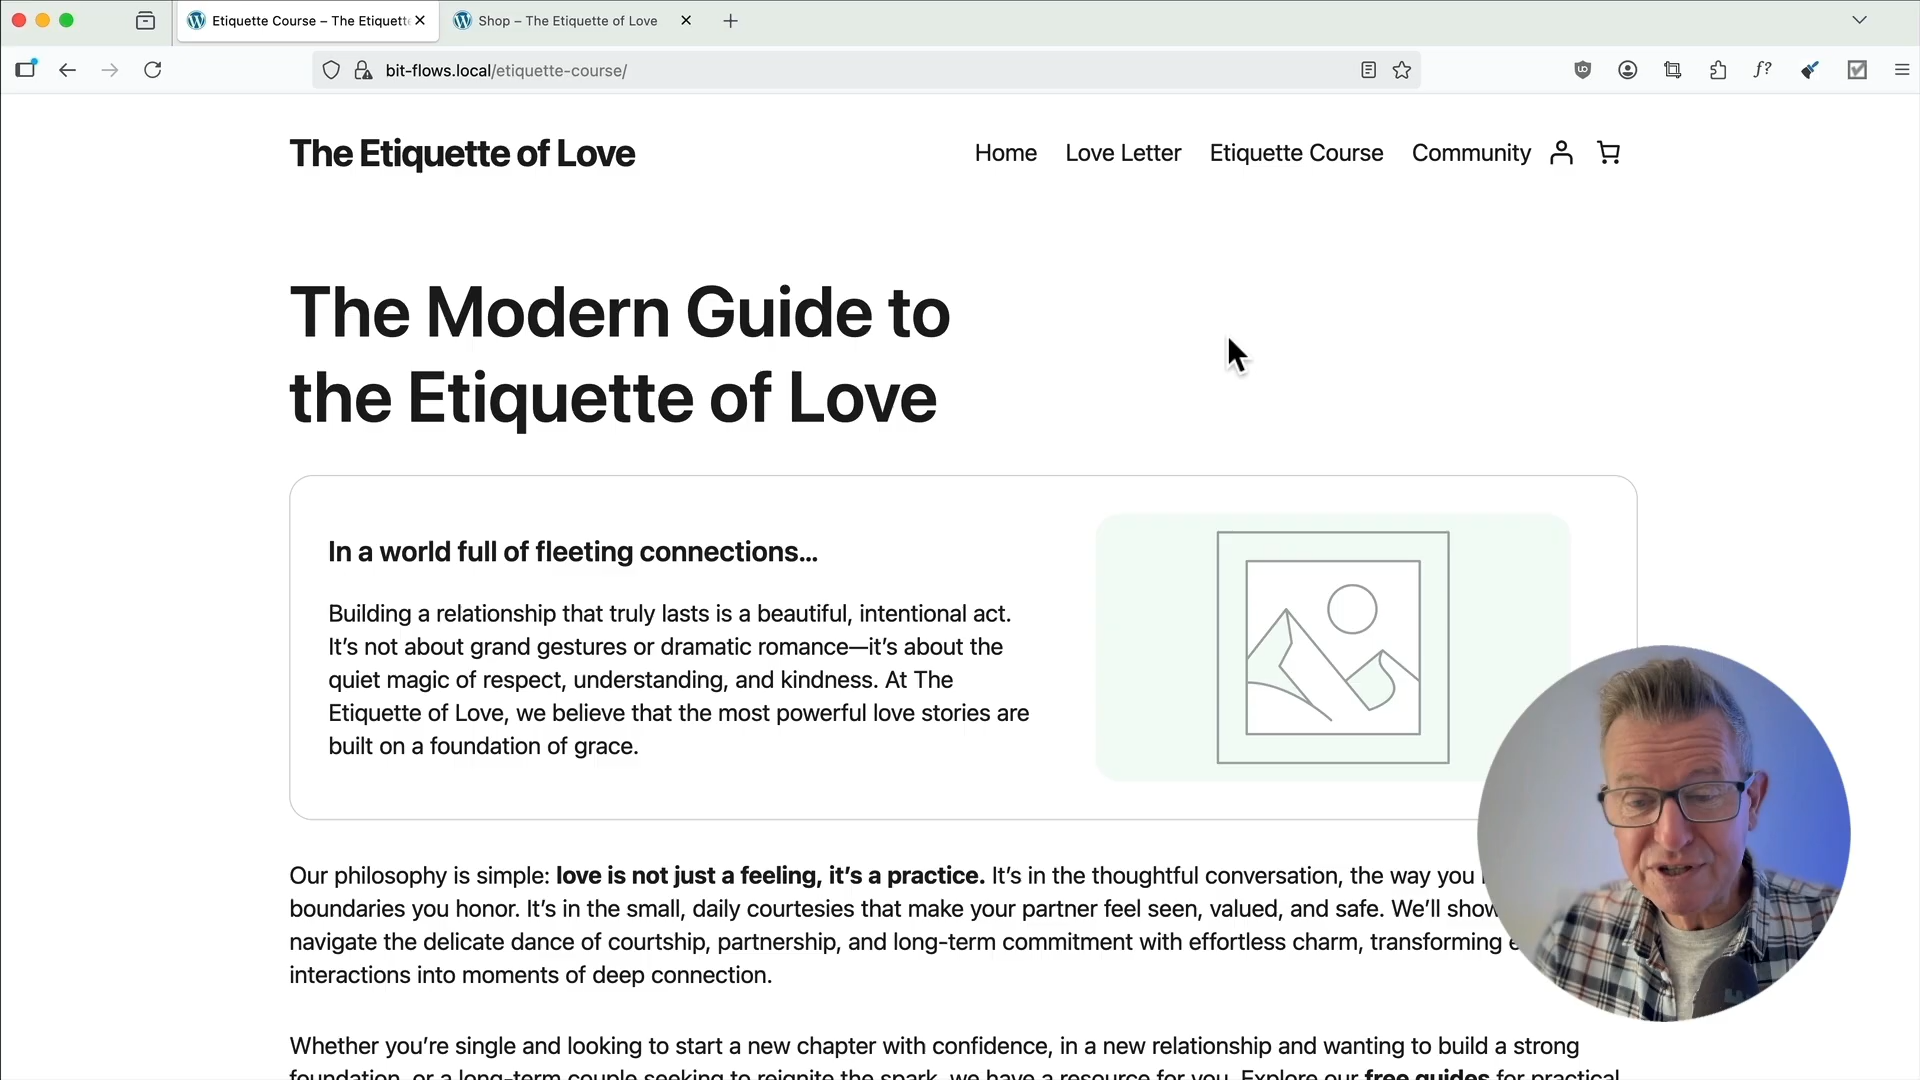 Etiquette Course – The Etiquette
Shop – The Etiquette of Love
bit-flows.local/etiquette-course/
f?
The Etiquette of Love
Home
Love Letter
Etiquette Course
Community
The Modern Guide to
the Etiquette of Love
In a world full of fleeting connections…
Building a relationship that truly lasts is a beautiful, intentional act.
It’s not about grand gestures or dramatic romance—it’s about the
quiet magic of respect, understanding, and kindness. At The
Etiquette of Love, we believe that the most powerful love stories are
built on a foundation of grace.
Our philosophy is simple: love is not just a feeling, it’s a practice. It’s in the thoughtful conversation, the way you
boundaries you honor. It’s in the small, daily courtesies that make your partner feel seen, valued, and safe. We’ll show
navigate the delicate dance of courtship, partnership, and long-term commitment with effortless charm, transforming
interactions into moments of deep connection.
Whether you’re single and looking to start a new chapter with confidence, in a new relationship and wanting to build a strong
foundation, or a long-term couple seeking to reignite the spark, we have a resource for you. Explore our free guides for practical